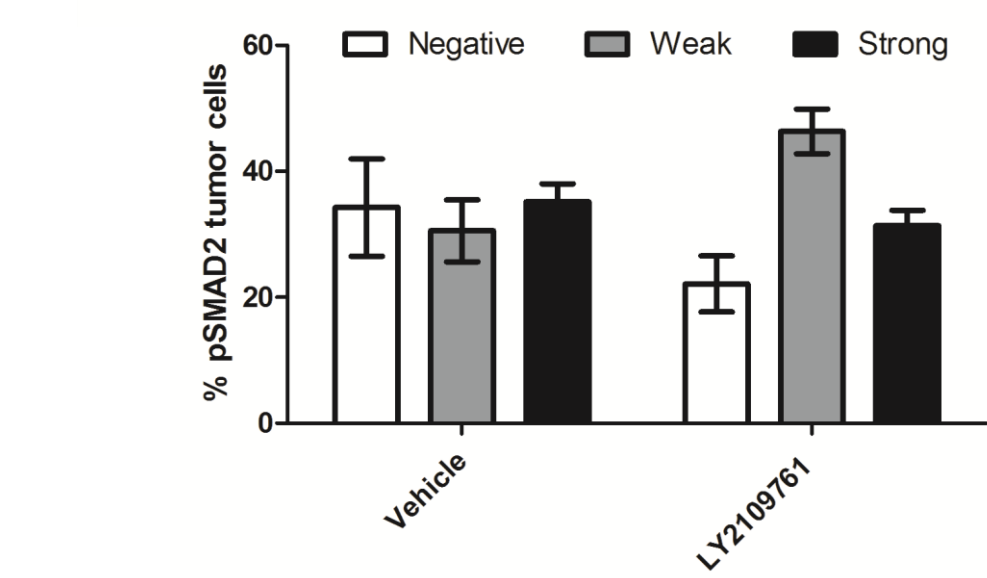 Negative Weak Strong
% pSMAD2 tumor cells
60
40
20
0
Vehicle
LY2109761